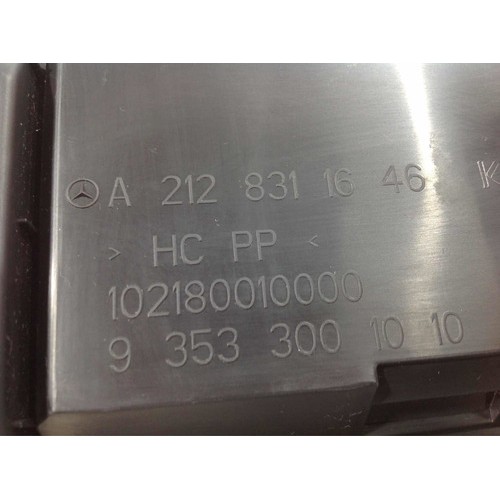 A 212 831 16 46 K
> HC PP <
102180010000
9 353 300 10 10